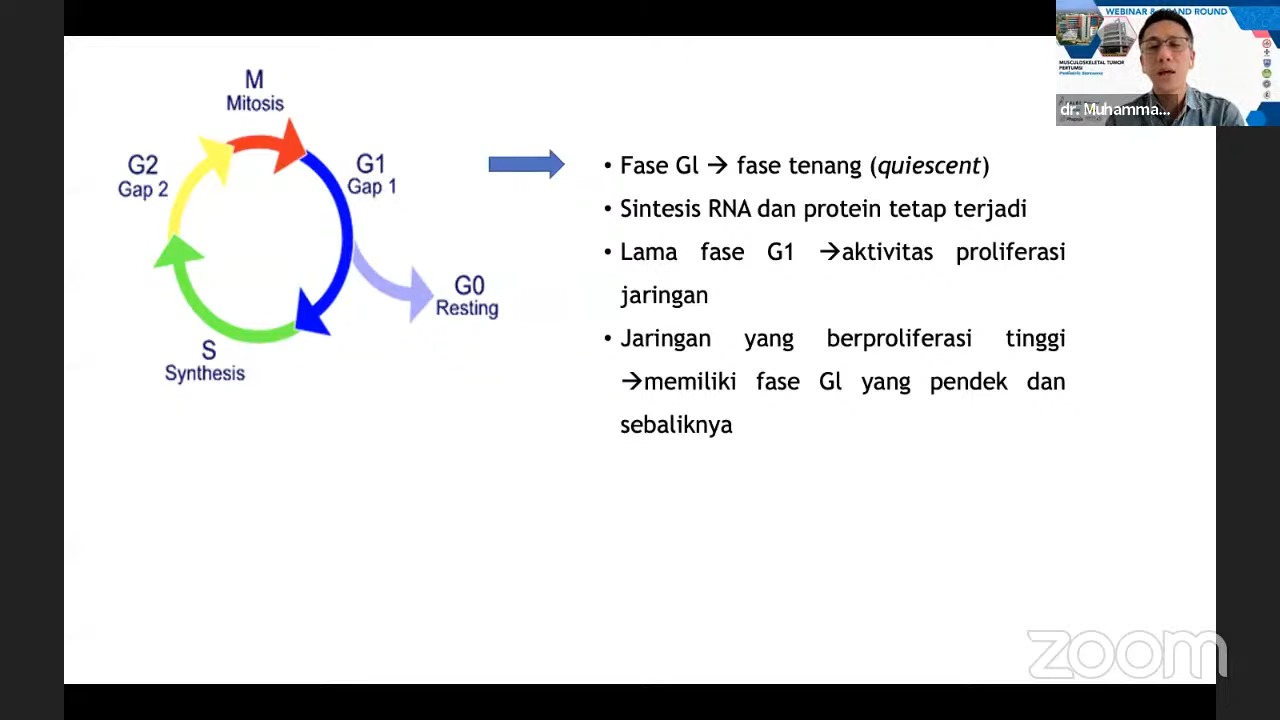 WEBINAR & GRAND ROUND
MUSCULOSKELETAL TUMOR
PERTUMSI
Pediatric Sarcoma
dr. Muhamma...
M
Mitosis
G2
Gap 2
G1
Gap 1
G0
Resting
S
Synthesis
• Fase Gl → fase tenang (quiescent)
• Sintesis RNA dan protein tetap terjadi
• Lama fase G1 →aktivitas proliferasi
jaringan
• Jaringan yang berproliferasi tinggi
→memiliki fase Gl yang pendek dan
sebaliknya
zoom